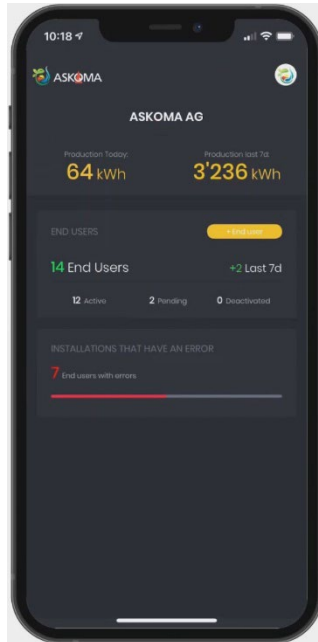 10:18
ASKOMA
ASKOMA AG
Production Today: Production last 7d
64 kWh 3'236 kWh
END USERS + End user
14 End Users +2 Last 7d
12 Active 2 Pending 0 Deactivated
INSTALLATIONS THAT HAVE AN ERROR
7 End users with errors